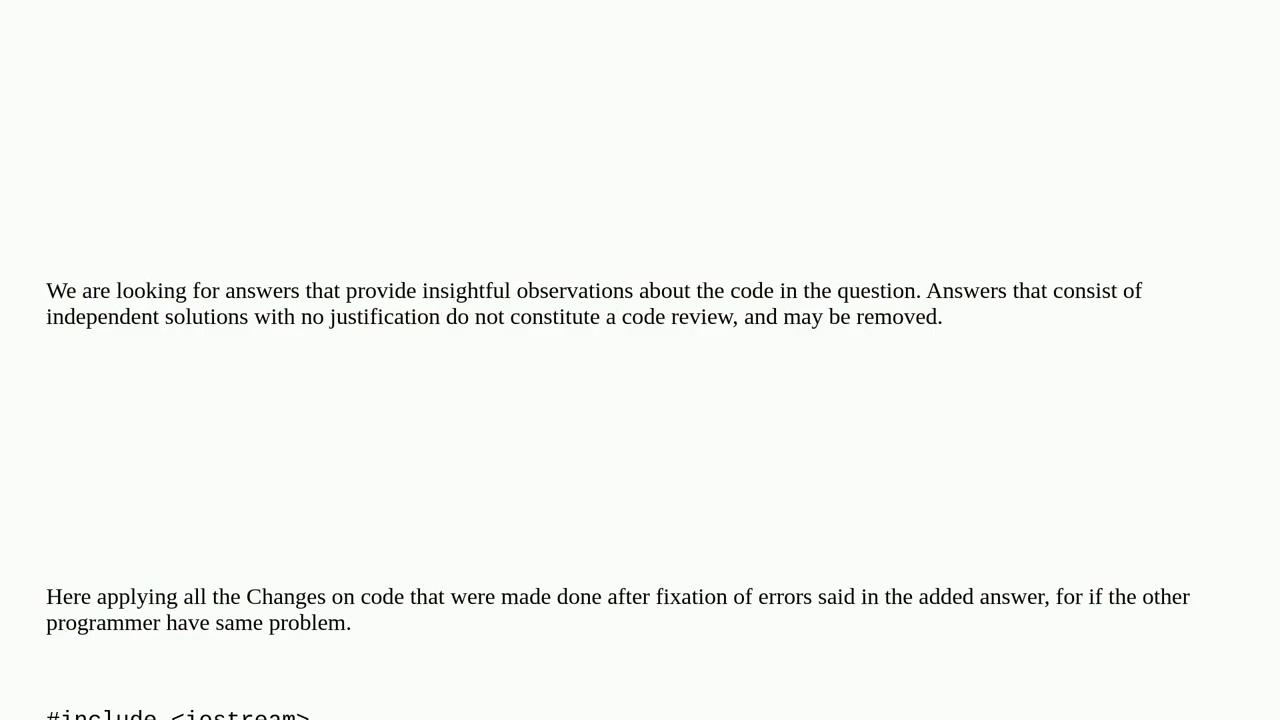 We are looking for answers that provide insightful observations about the code in the question. Answers that consist of
independent solutions with no justification do not constitute a code review, and may be removed.
Here applying all the Changes on code that were made done after fixation of errors said in the added answer, for if the other
programmer have same problem.
#include <iostream>